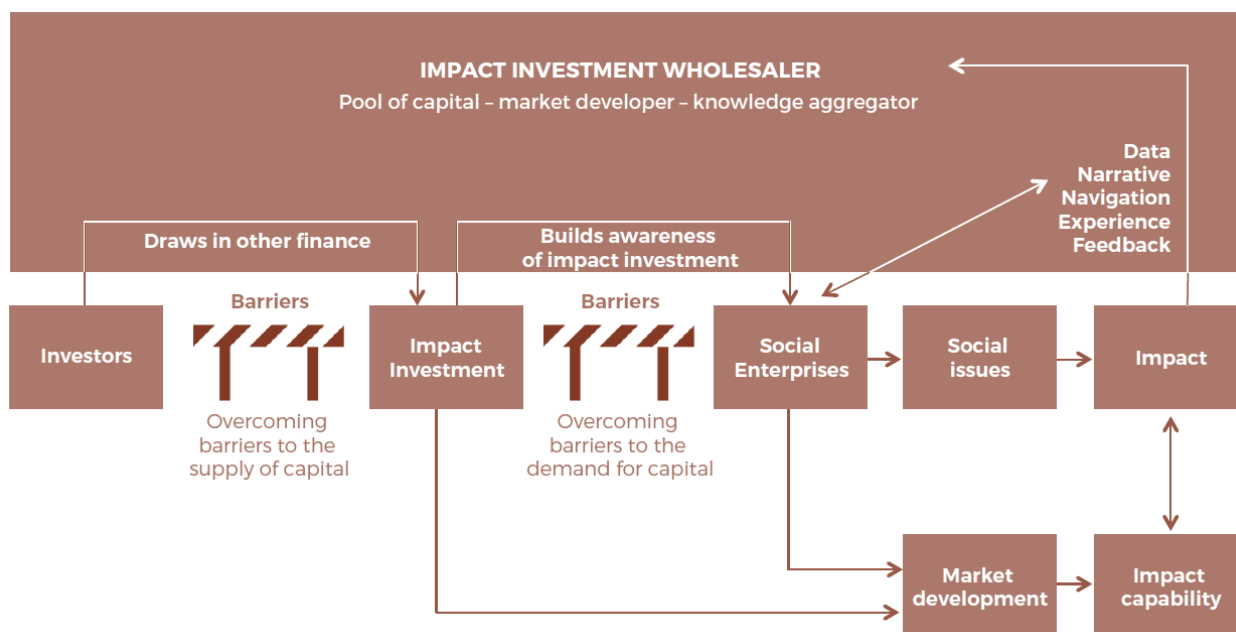 IMPACT INVESTMENT WHOLESALER
Pool of capital – market developer – knowledge aggregator
Data
Narrative
Navigation
Experience
Feedback
Draws in other finance
Builds awareness
of impact investment
Investors
Barriers
Overcoming
barriers to the
supply of capital
Impact
Investment
Barriers
Overcoming
barriers to the
demand for capital
Social
Enterprises
Social
issues
Impact
Market
development
Impact
capability